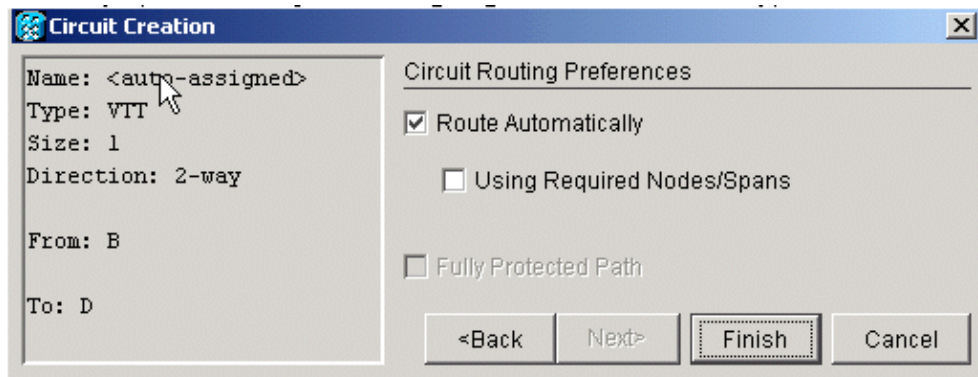 Circuit Creation
Name: <auto-assigned>
Type: VTT
Size: 1
Direction: 2-way
From: B
To: D
Circuit Routing Preferences
Route Automatically
Using Required Nodes/Spans
Fully Protected Path
<Back
Next>
Finish
Cancel